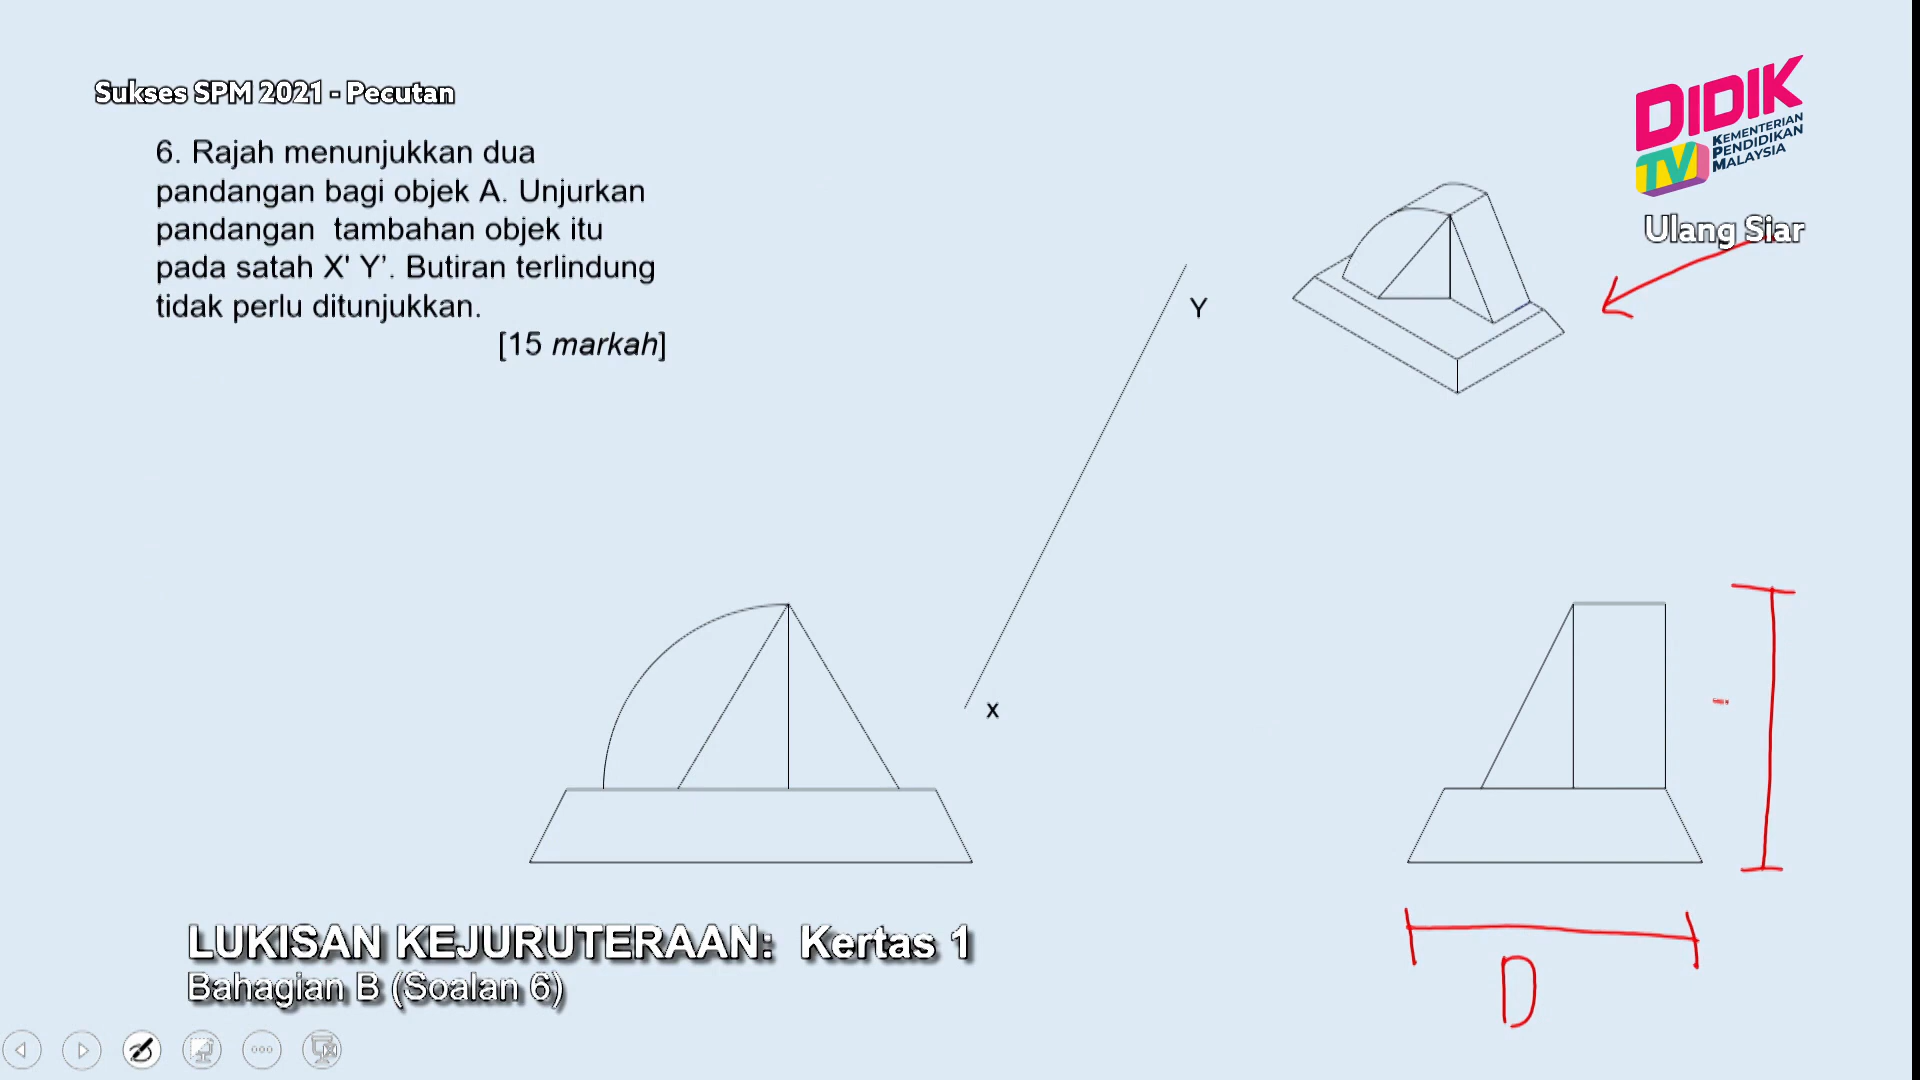 Sukses SPM 2021 - Pecutan
6. Rajah menunjukkan dua
pandangan bagi objek A. Unjurkan
pandangan tambahan objek itu
pada satah X' Y’. Butiran terlindung
tidak perlu ditunjukkan.
[15 markah]
DIDIK
TV
KEMENTERIAN
PENDIDIKAN
MALAYSIA
Ulang Siar
Y
x
D
LUKISAN KEJURUTERAAN: Kertas 1
Bahagian B (Soalan 6)